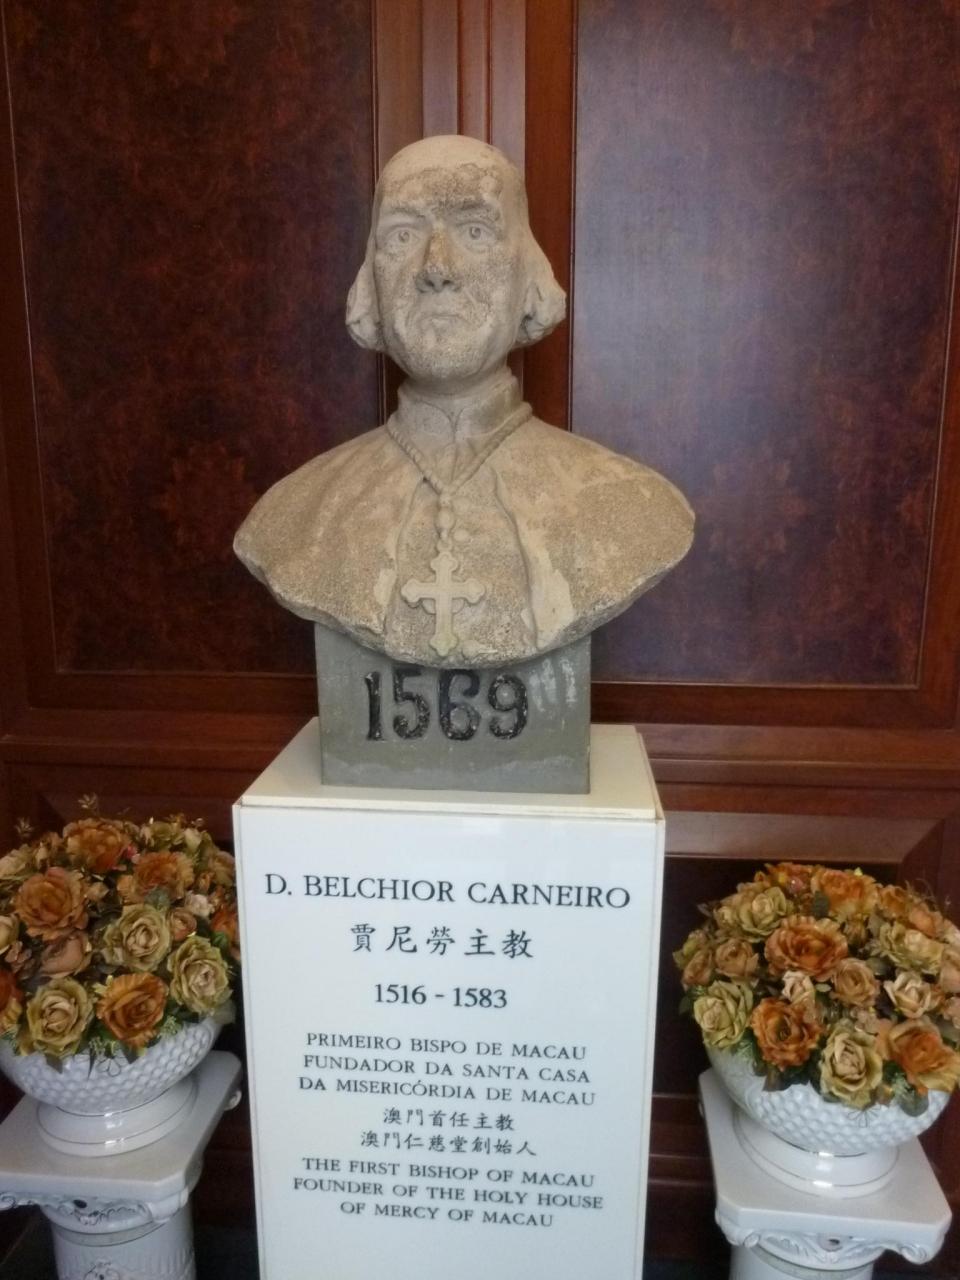 1569
D. BELCHIOR CARNEIRO
賈尼勞主教
1516 - 1583
PRIMEIRO BISPO DE MACAU
FUNDADOR DA SANTA CASA
DA MISERICÓRDIA DE MACAU
澳門首任主教
澳門仁慈堂創始人
THE FIRST BISHOP OF MACAU
FOUNDER OF THE HOLY HOUSE
OF MERCY OF MACAU